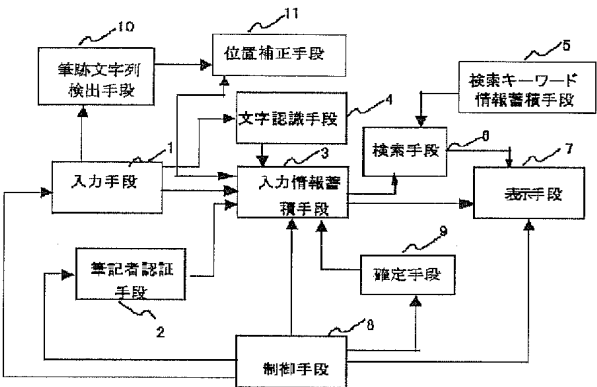 10
筆跡文字列
検出手段
11
位置補正手段
5
検索キーワード
情報蓄積手段
4
文字認識手段
6
検索手段
1
入力手段
3
入力情報蓄
積手段
7
表示手段
筆記者認証
手段
2
9
確定手段
8
制御手段